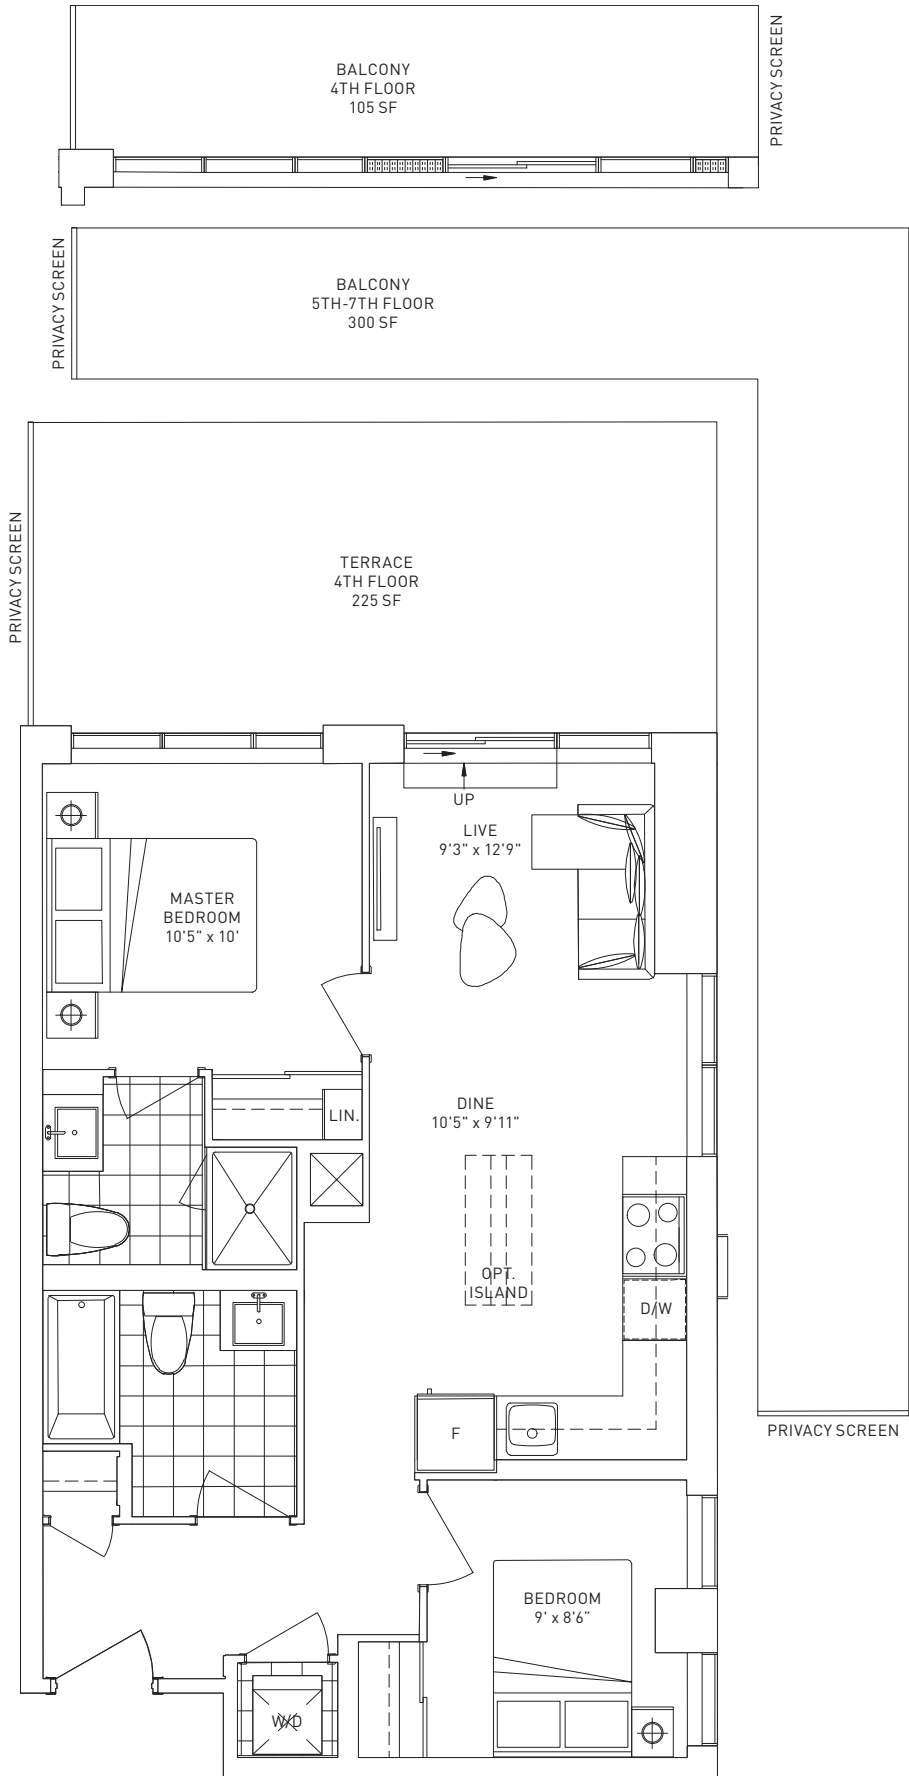 BALCONY
4TH FLOOR
105 SF
PRIVACY SCREEN
PRIVACY SCREEN
BALCONY
5TH-7TH FLOOR
300 SF
PRIVACY SCREEN
TERRACE
4TH FLOOR
225 SF
UP
LIVE
9'3" x 12'9"
MASTER
BEDROOM
10'5" x 10'
LIN.
DINE
10'5" x 9'11"
OPT.
ISLAND
D/W
F
PRIVACY SCREEN
BEDROOM
9' x 8'6"
W/D